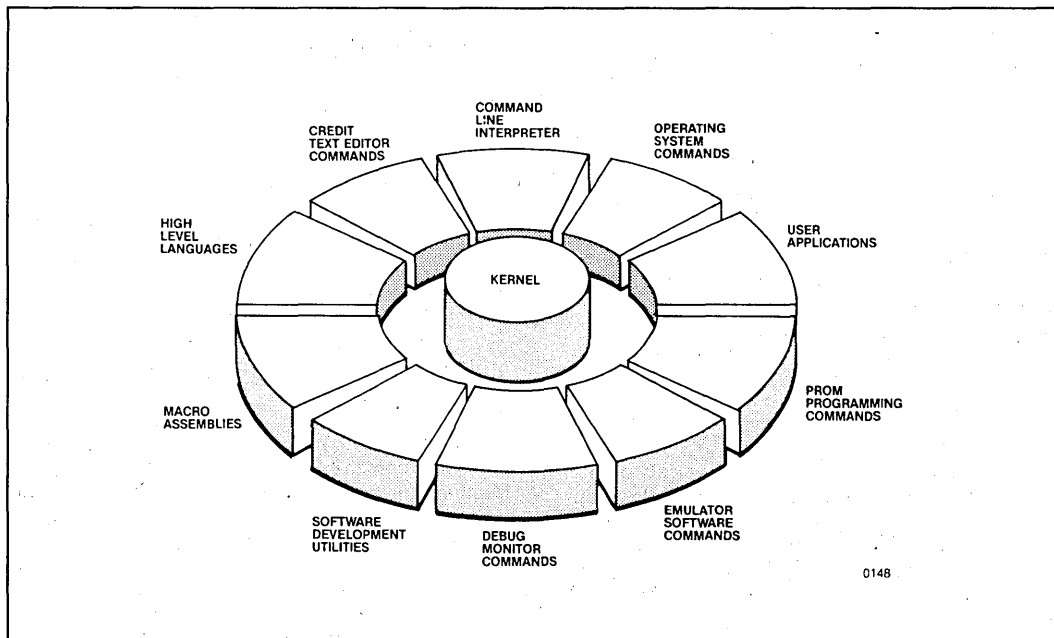 COMMAND
LINE
INTERPRETER
CREDIT
TEXT EDITOR
COMMANDS
OPERATING
SYSTEM
COMMANDS
HIGH
LEVEL
LANGUAGES
USER
APPLICATIONS
KERNEL
MACRO
ASSEMBLIES
PROM
PROGRAMMING
COMMANDS
SOFTWARE
DEVELOPMENT
UTILITIES
DEBUG
MONITOR
COMMANDS
EMULATOR
SOFTWARE
COMMANDS
0148